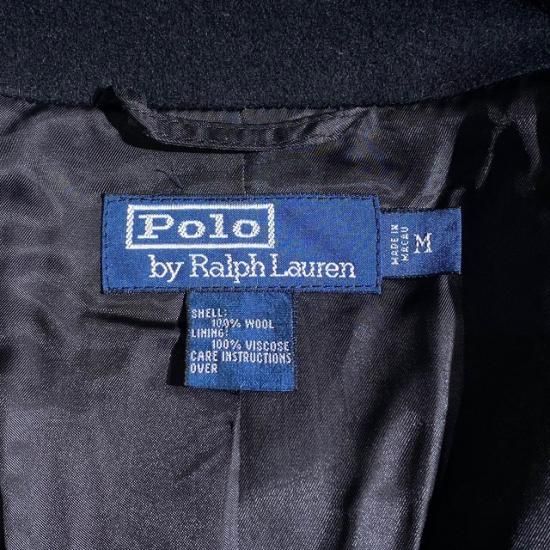 Polo
by Ralph Lauren
MADE IN
MACAU
M
SHELL:
100% WOOL
LINING:
100% VISCOSE
CARE INSTRUCTIONS
OVER